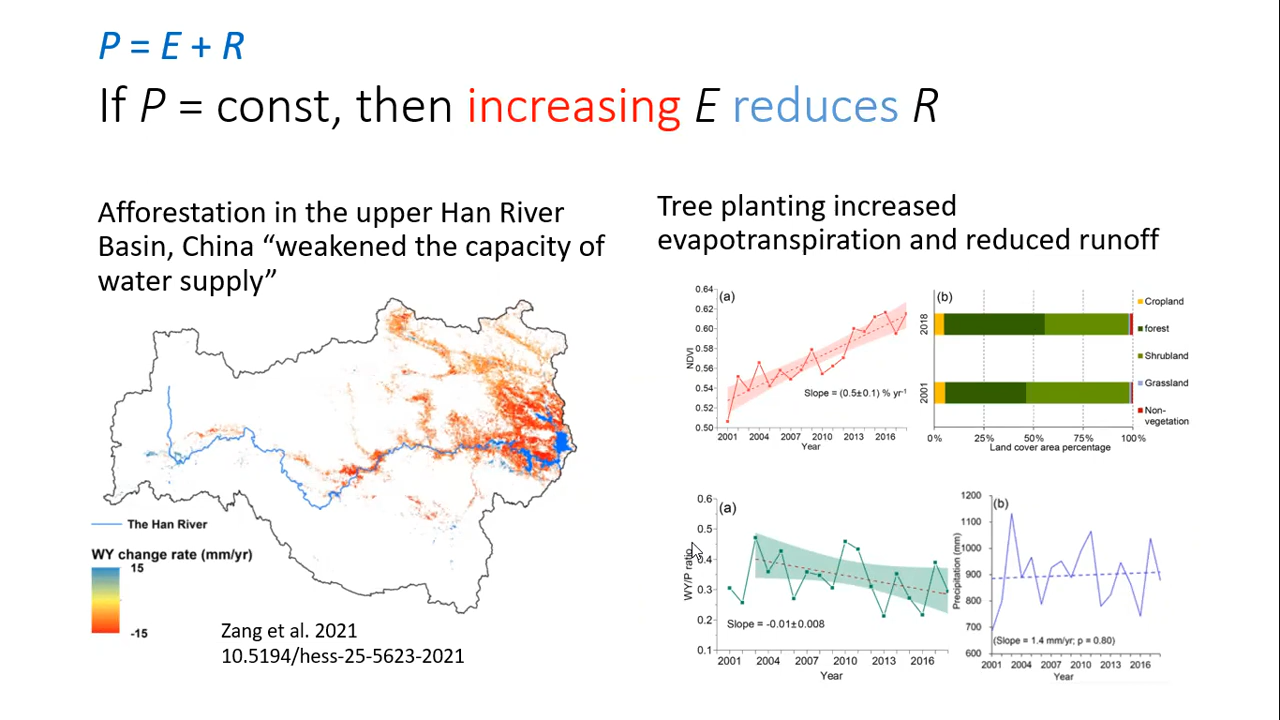 P = E + R
If P = const, then increasing E reduces R
Afforestation in the upper Han River
Basin, China “weakened the capacity of
water supply”
The Han River
WY change rate (mm/yr)
15
-15
Zang et al. 2021
10.5194/hess-25-5623-2021
Tree planting increased
evapotranspiration and reduced runoff
(a)
NDVI
0.64
0.62
0.60
0.58
0.56
0.54
0.52
0.50
Slope = (0.5±0.1) % yr⁻¹
2001 2004 2007 2010 2013 2016
Year
(b)
2018
2001
0% 25% 50% 75% 100%
Land cover area percentage
Cropland
forest
Shrubland
Grassland
Non-
vegetation
(a)
WY/P ratio
0.6
0.5
0.4
0.3
0.2
0.1
Slope = -0.01±0.008
2001 2004 2007 2010 2013 2016
Year
(b)
Precipitation (mm)
1200
1100
1000
900
800
700
600
(Slope = 1.4 mm/yr; p = 0.80)
2001 2004 2007 2010 2013 2016
Year